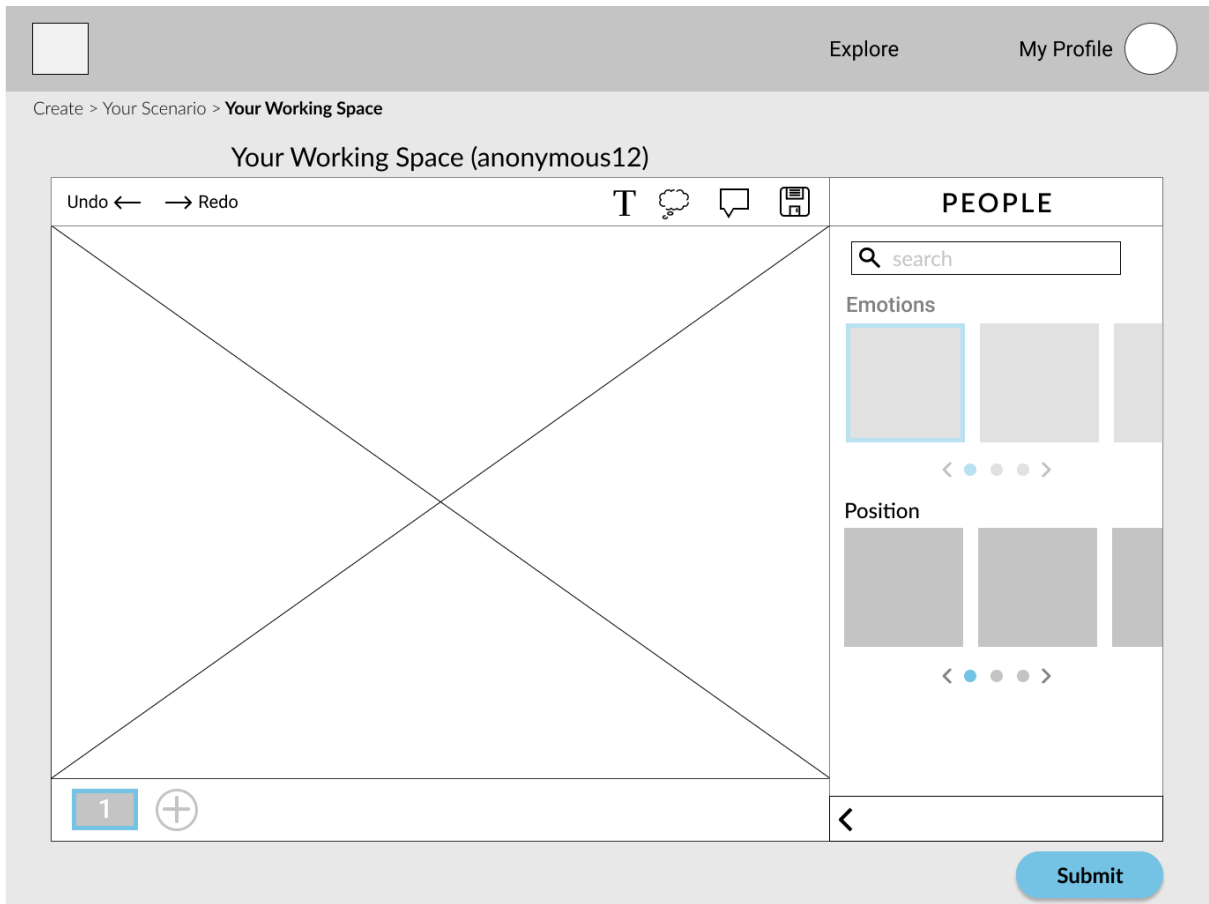 Explore
My Profile
Create > Your Scenario > Your Working Space
Your Working Space (anonymous12)
Undo ← → Redo
T
PEOPLE
search
Emotions
Position
1
Submit